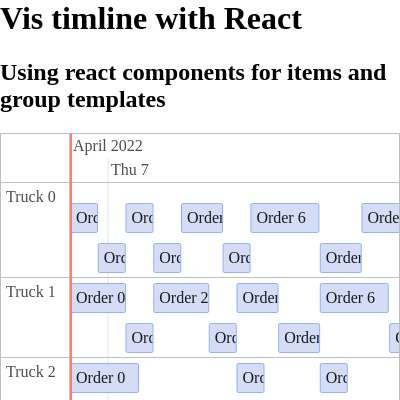 Vis timline with React
Using react components for items and
group templates
April 2022
Thu 7
Truck 0
Ord Ord Order Order 6 Orde
Ord Ord Ord Order
Truck 1
Order 0 Order 2 Order Order 6
Ord Ord Order
Truck 2
Order 0 Ord Ord